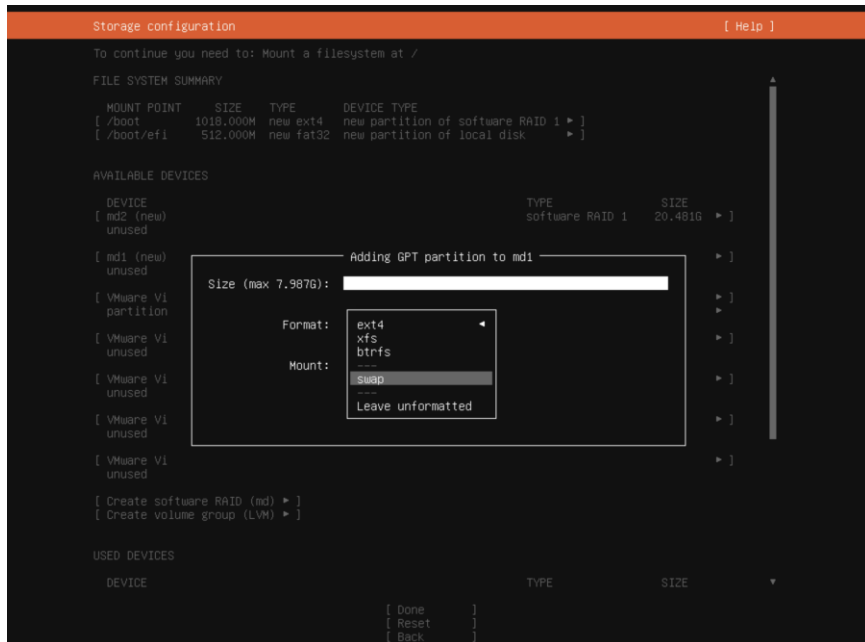 Storage configuration [ Help ]
To continue you need to: Mount a filesystem at /
FILE SYSTEM SUMMARY
MOUNT POINT SIZE TYPE DEVICE TYPE
[ /boot 1018.000M new ext4 new partition of software RAID 1 ▸ ]
[ /boot/efi 512.000M new fat32 new partition of local disk ▸ ]
AVAILABLE DEVICES
DEVICE TYPE SIZE
[ md2 (new) software RAID 1 20.481G ▸ ]
unused
[ md1 (new) ▸ ]
unused
Adding GPT partition to md1
Size (max 7.987G):
[ VMware Vi ▸ ]
partition ▸
Format: ext4 ◂
xfs
[ VMware Vi ▸ ]
unused
btrfs
Mount: ---
swap
[ VMware Vi ▸ ]
unused
---
Leave unformatted
[ VMware Vi ▸ ]
unused
[ VMware Vi ▸ ]
unused
[ Create software RAID (md) ▸ ]
[ Create volume group (LVM) ▸ ]
USED DEVICES
DEVICE TYPE SIZE
[ Done ]
[ Reset ]
[ Back ]